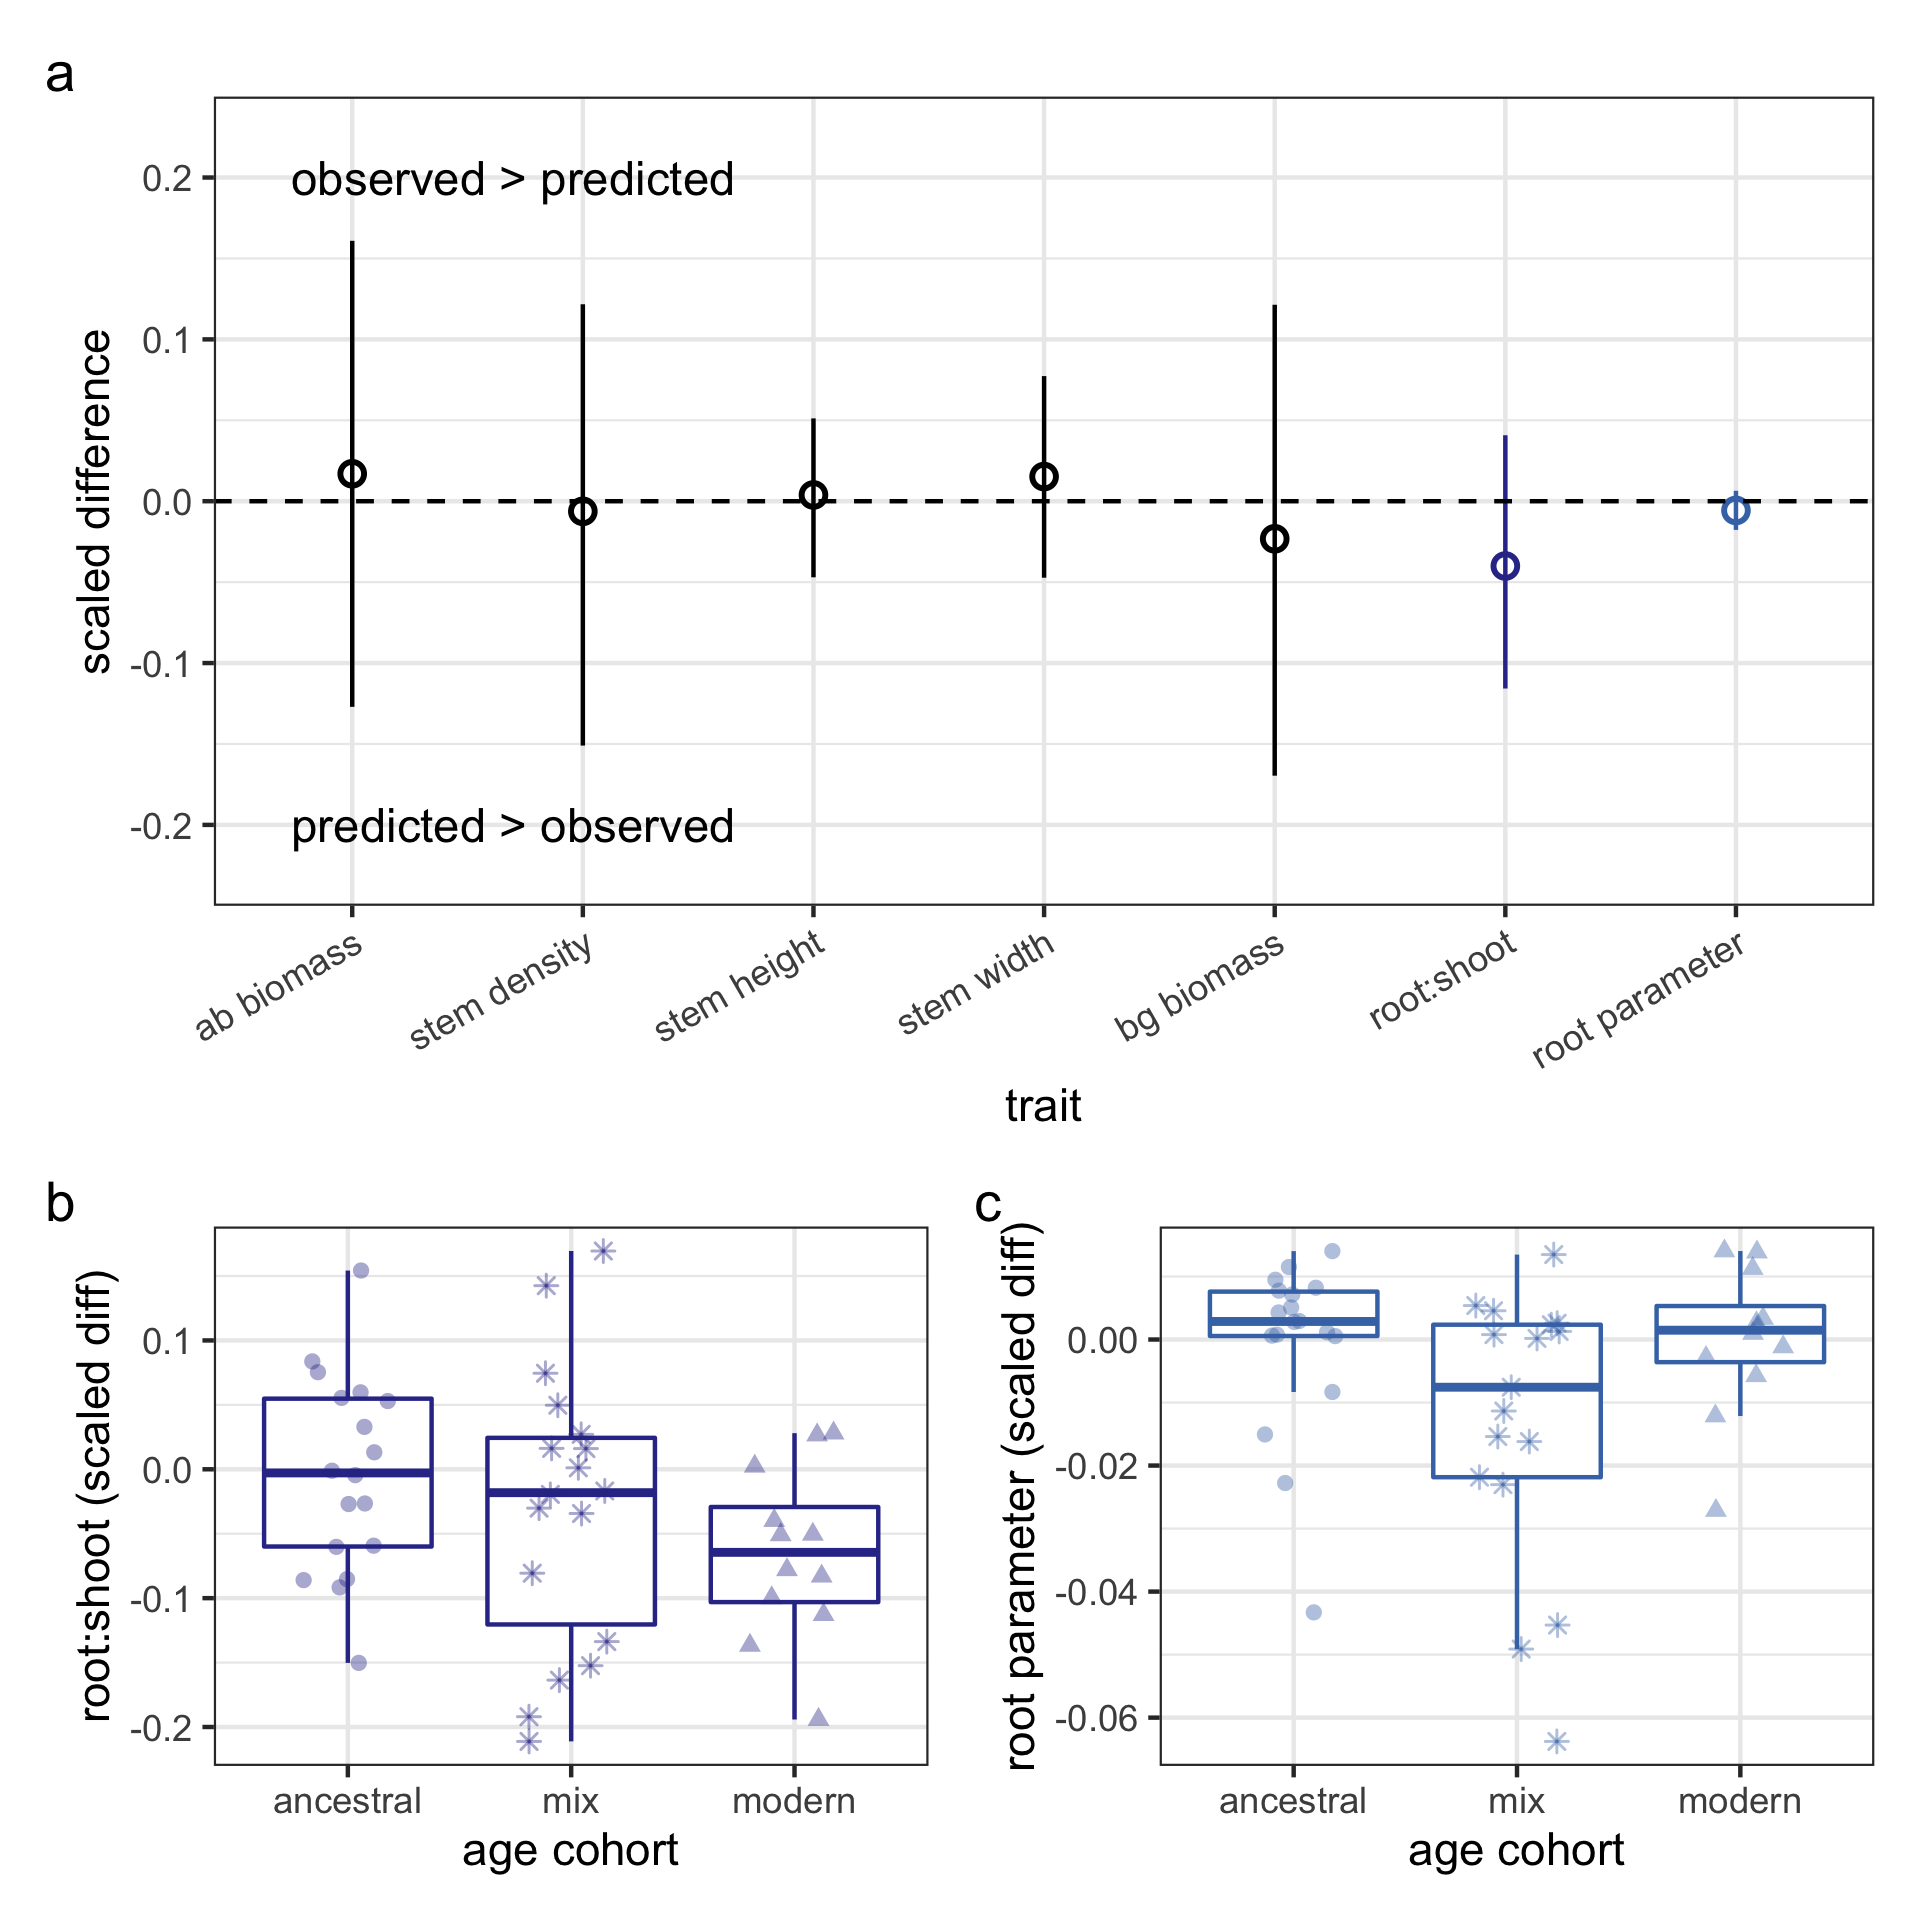 a
observed > predicted
predicted > observed
scaled difference
0.2
0.1
0.0
-0.1
-0.2
ab biomass
stem density
stem height
stem width
bg biomass
root:shoot
root parameter
trait
b
root:shoot (scaled diff)
0.1
0.0
-0.1
-0.2
ancestral
mix
modern
age cohort
c
root parameter (scaled diff)
0.00
-0.02
-0.04
-0.06
ancestral
mix
modern
age cohort